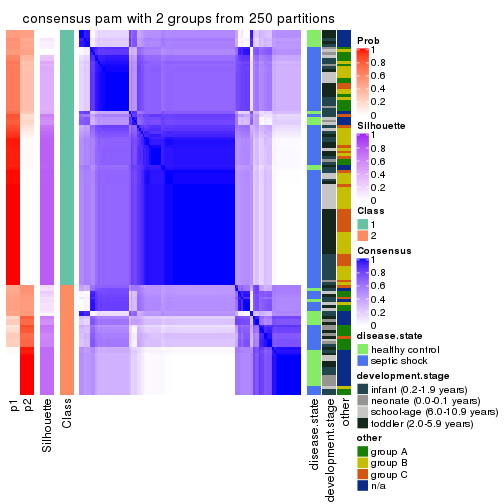 consensus pam with 2 groups from 250 partitions
Prob
1
0.8
0.6
0.4
0.2
0
Silhouette
1
0.8
0.6
0.4
0.2
0
Class
1
2
Consensus
1
0.8
0.6
0.4
0.2
0
disease.state
healthy control
septic shock
development.stage
infant (0.2-1.9 years)
neonate (0.0-0.1 years)
school-age (6.0-10.9 years)
toddler (2.0-5.9 years)
other
group A
group B
group C
n/a
p1
p2
Silhouette
Class
disease.state
development.stage
other